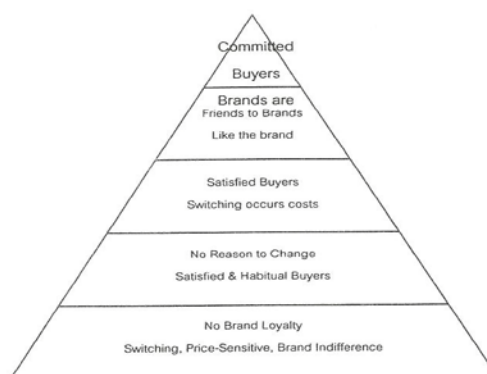 Committed
Buyers
Brands are
Friends to Brands
Like the brand
Satisfied Buyers
Switching occurs costs
No Reason to Change
Satisfied & Habitual Buyers
No Brand Loyalty
Switching, Price-Sensitive, Brand Indifference